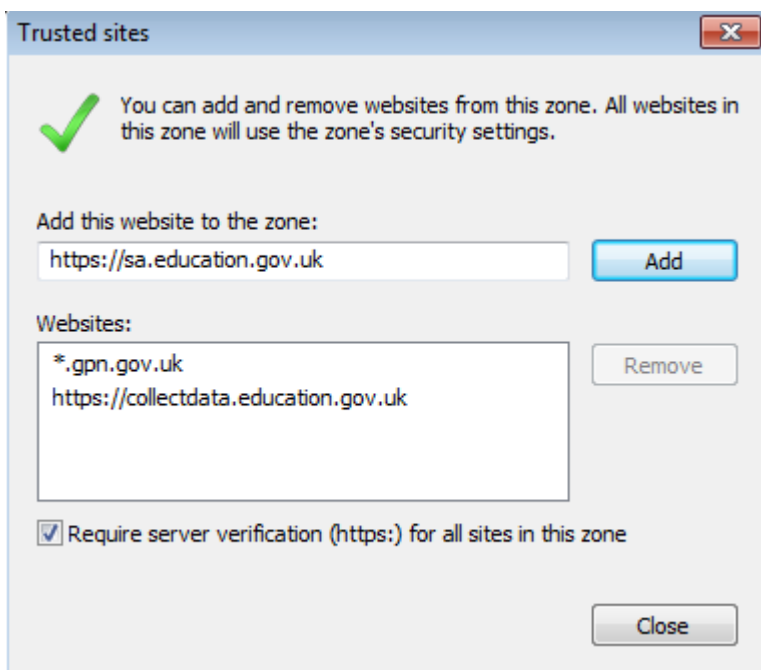 Trusted sites
You can add and remove websites from this zone. All websites in
this zone will use the zone's security settings.
Add this website to the zone:
https://sa.education.gov.uk
Add
Websites:
*.gpn.gov.uk
https://collectdata.education.gov.uk
Remove
Require server verification (https:) for all sites in this zone
Close